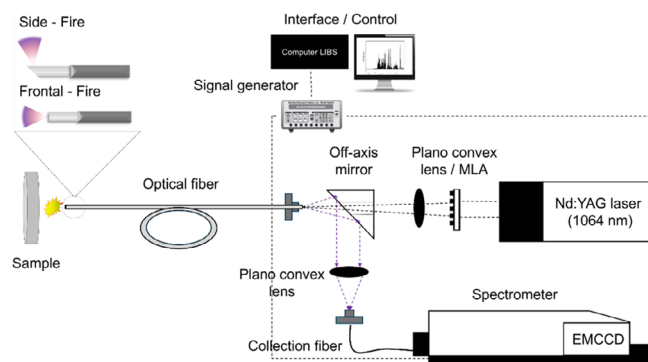 Side - Fire
Frontal - Fire
Interface / Control
Computer LIBS
Signal generator
Off-axis
mirror
Plano convex
lens / MLA
Optical fiber
Nd:YAG laser
(1064 nm)
Sample
Plano convex
lens
Spectrometer
Collection fiber
EMCCD